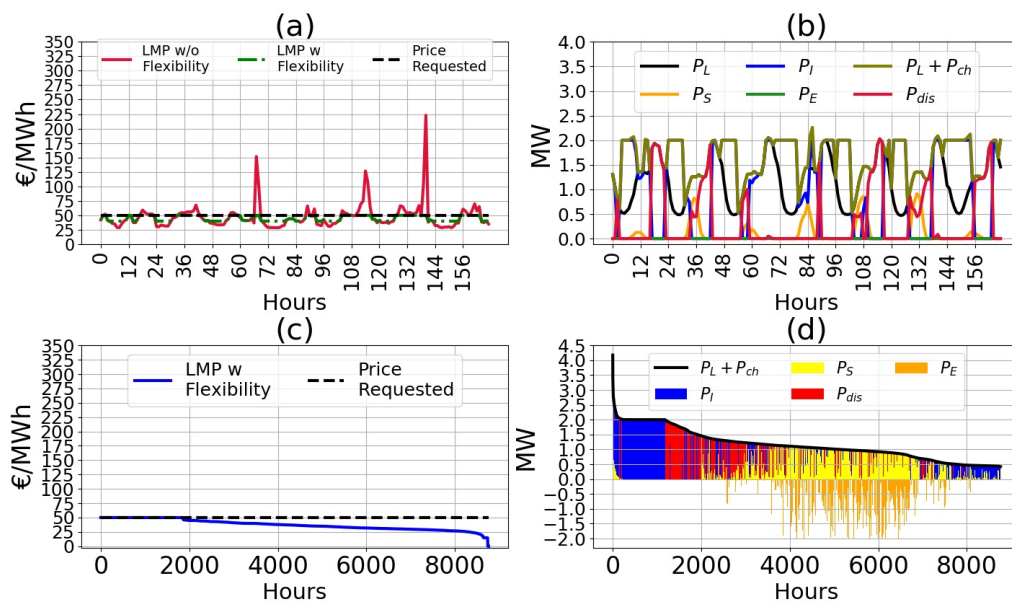 (a)
350
325
300
275
250
225
200
175
150
125
100
75
50
25
0
€/MWh
LMP w/o
Flexibility
LMP w
Flexibility
Price
Requested
0 12 24 36 48 60 72 84 96 108 120 132 144 156
Hours
(b)
4.0
3.5
3.0
2.5
2.0
1.5
1.0
0.5
0.0
MW
P_L P_I P_L + P_ch
P_S P_E P_dis
0 12 24 36 48 60 72 84 96 108 120 132 144 156
Hours
(c)
350
325
300
275
250
225
200
175
150
125
100
75
50
25
0
€/MWh
LMP w
Flexibility
Price
Requested
0 2000 4000 6000 8000
Hours
(d)
4.5
4.0
3.5
3.0
2.5
2.0
1.5
1.0
0.5
0.0
−0.5
−1.0
−1.5
−2.0
MW
P_L + P_ch P_S P_E
P_I P_dis
0 2000 4000 6000 8000
Hours